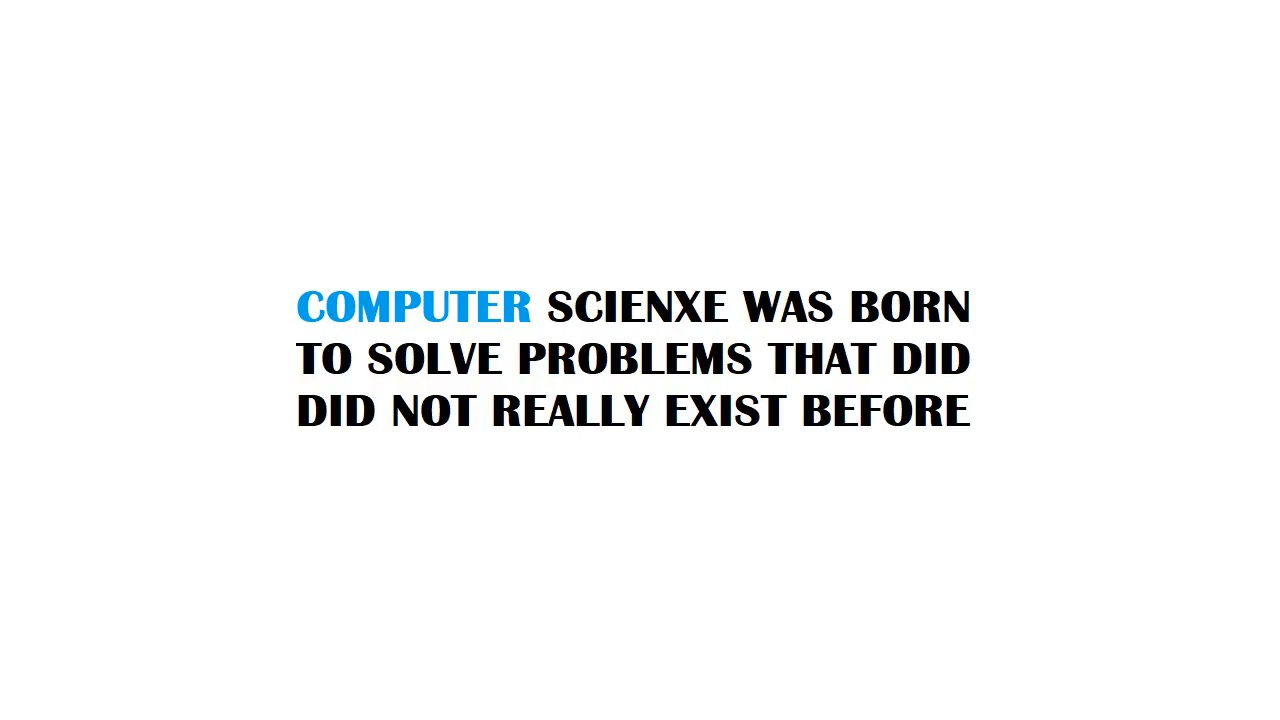 COMPUTER SCIENXE WAS BORN
TO SOLVE PROBLEMS THAT DID
DID NOT REALLY EXIST BEFORE